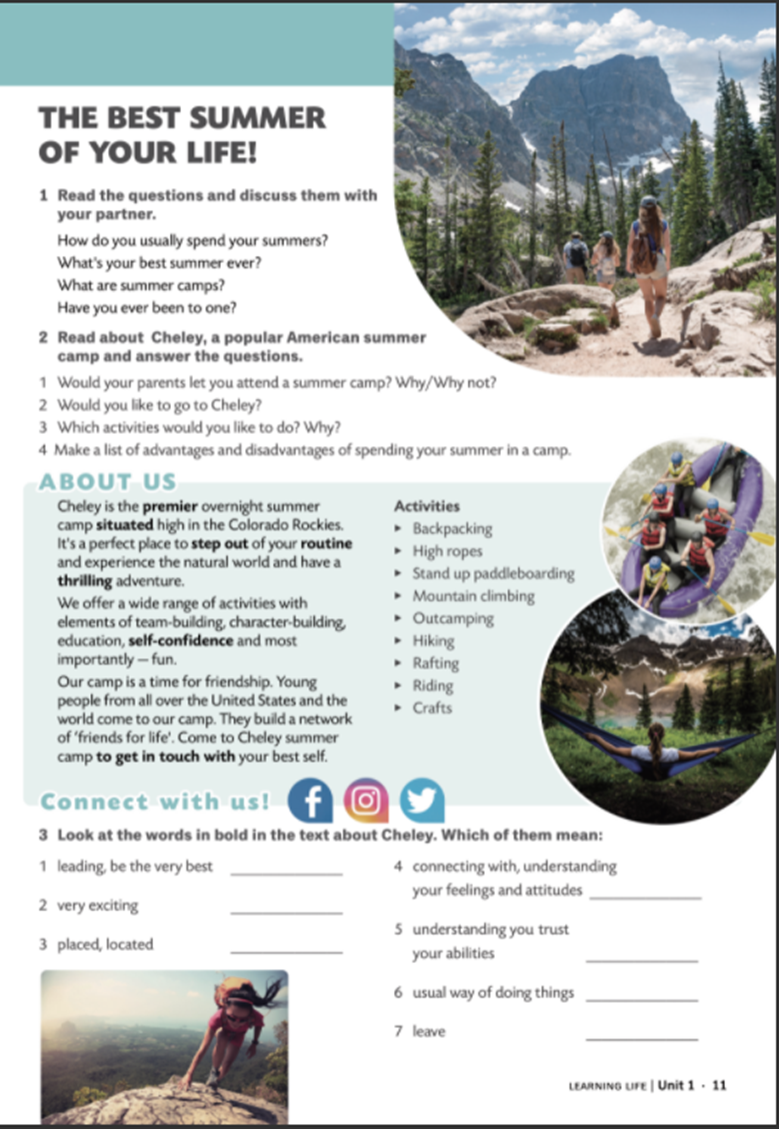 THE BEST SUMMER
OF YOUR LIFE!
1 Read the questions and discuss them with
your partner.
How do you usually spend your summers?
What's your best summer ever?
What are summer camps?
Have you ever been to one?
2 Read about Cheley, a popular American summer
camp and answer the questions.
1 Would your parents let you attend a summer camp? Why/Why not?
2 Would you like to go to Cheley?
3 Which activities would you like to do? Why?
4 Make a list of advantages and disadvantages of spending your summer in a camp.
ABOUT US
Cheley is the premier overnight summer
camp situated high in the Colorado Rockies.
It's a perfect place to step out of your routine
and experience the natural world and have a
thrilling adventure.
We offer a wide range of activities with
elements of team-building, character-building,
education, self-confidence and most
importantly – fun.
Our camp is a time for friendship. Young
people from all over the United States and the
world come to our camp. They build a network
of 'friends for life'. Come to Cheley summer
camp to get in touch with your best self.
Activities
▸ Backpacking
▸ High ropes
▸ Stand up paddleboarding
▸ Mountain climbing
▸ Outcamping
▸ Hiking
▸ Rafting
▸ Riding
▸ Crafts
Connect with us!
3 Look at the words in bold in the text about Cheley. Which of them mean:
1 leading, be the very best
2 very exciting
3 placed, located
4 connecting with, understanding
your feelings and attitudes
5 understanding you trust
your abilities
6 usual way of doing things
7 leave
LEARNING LIFE | Unit 1 · 11